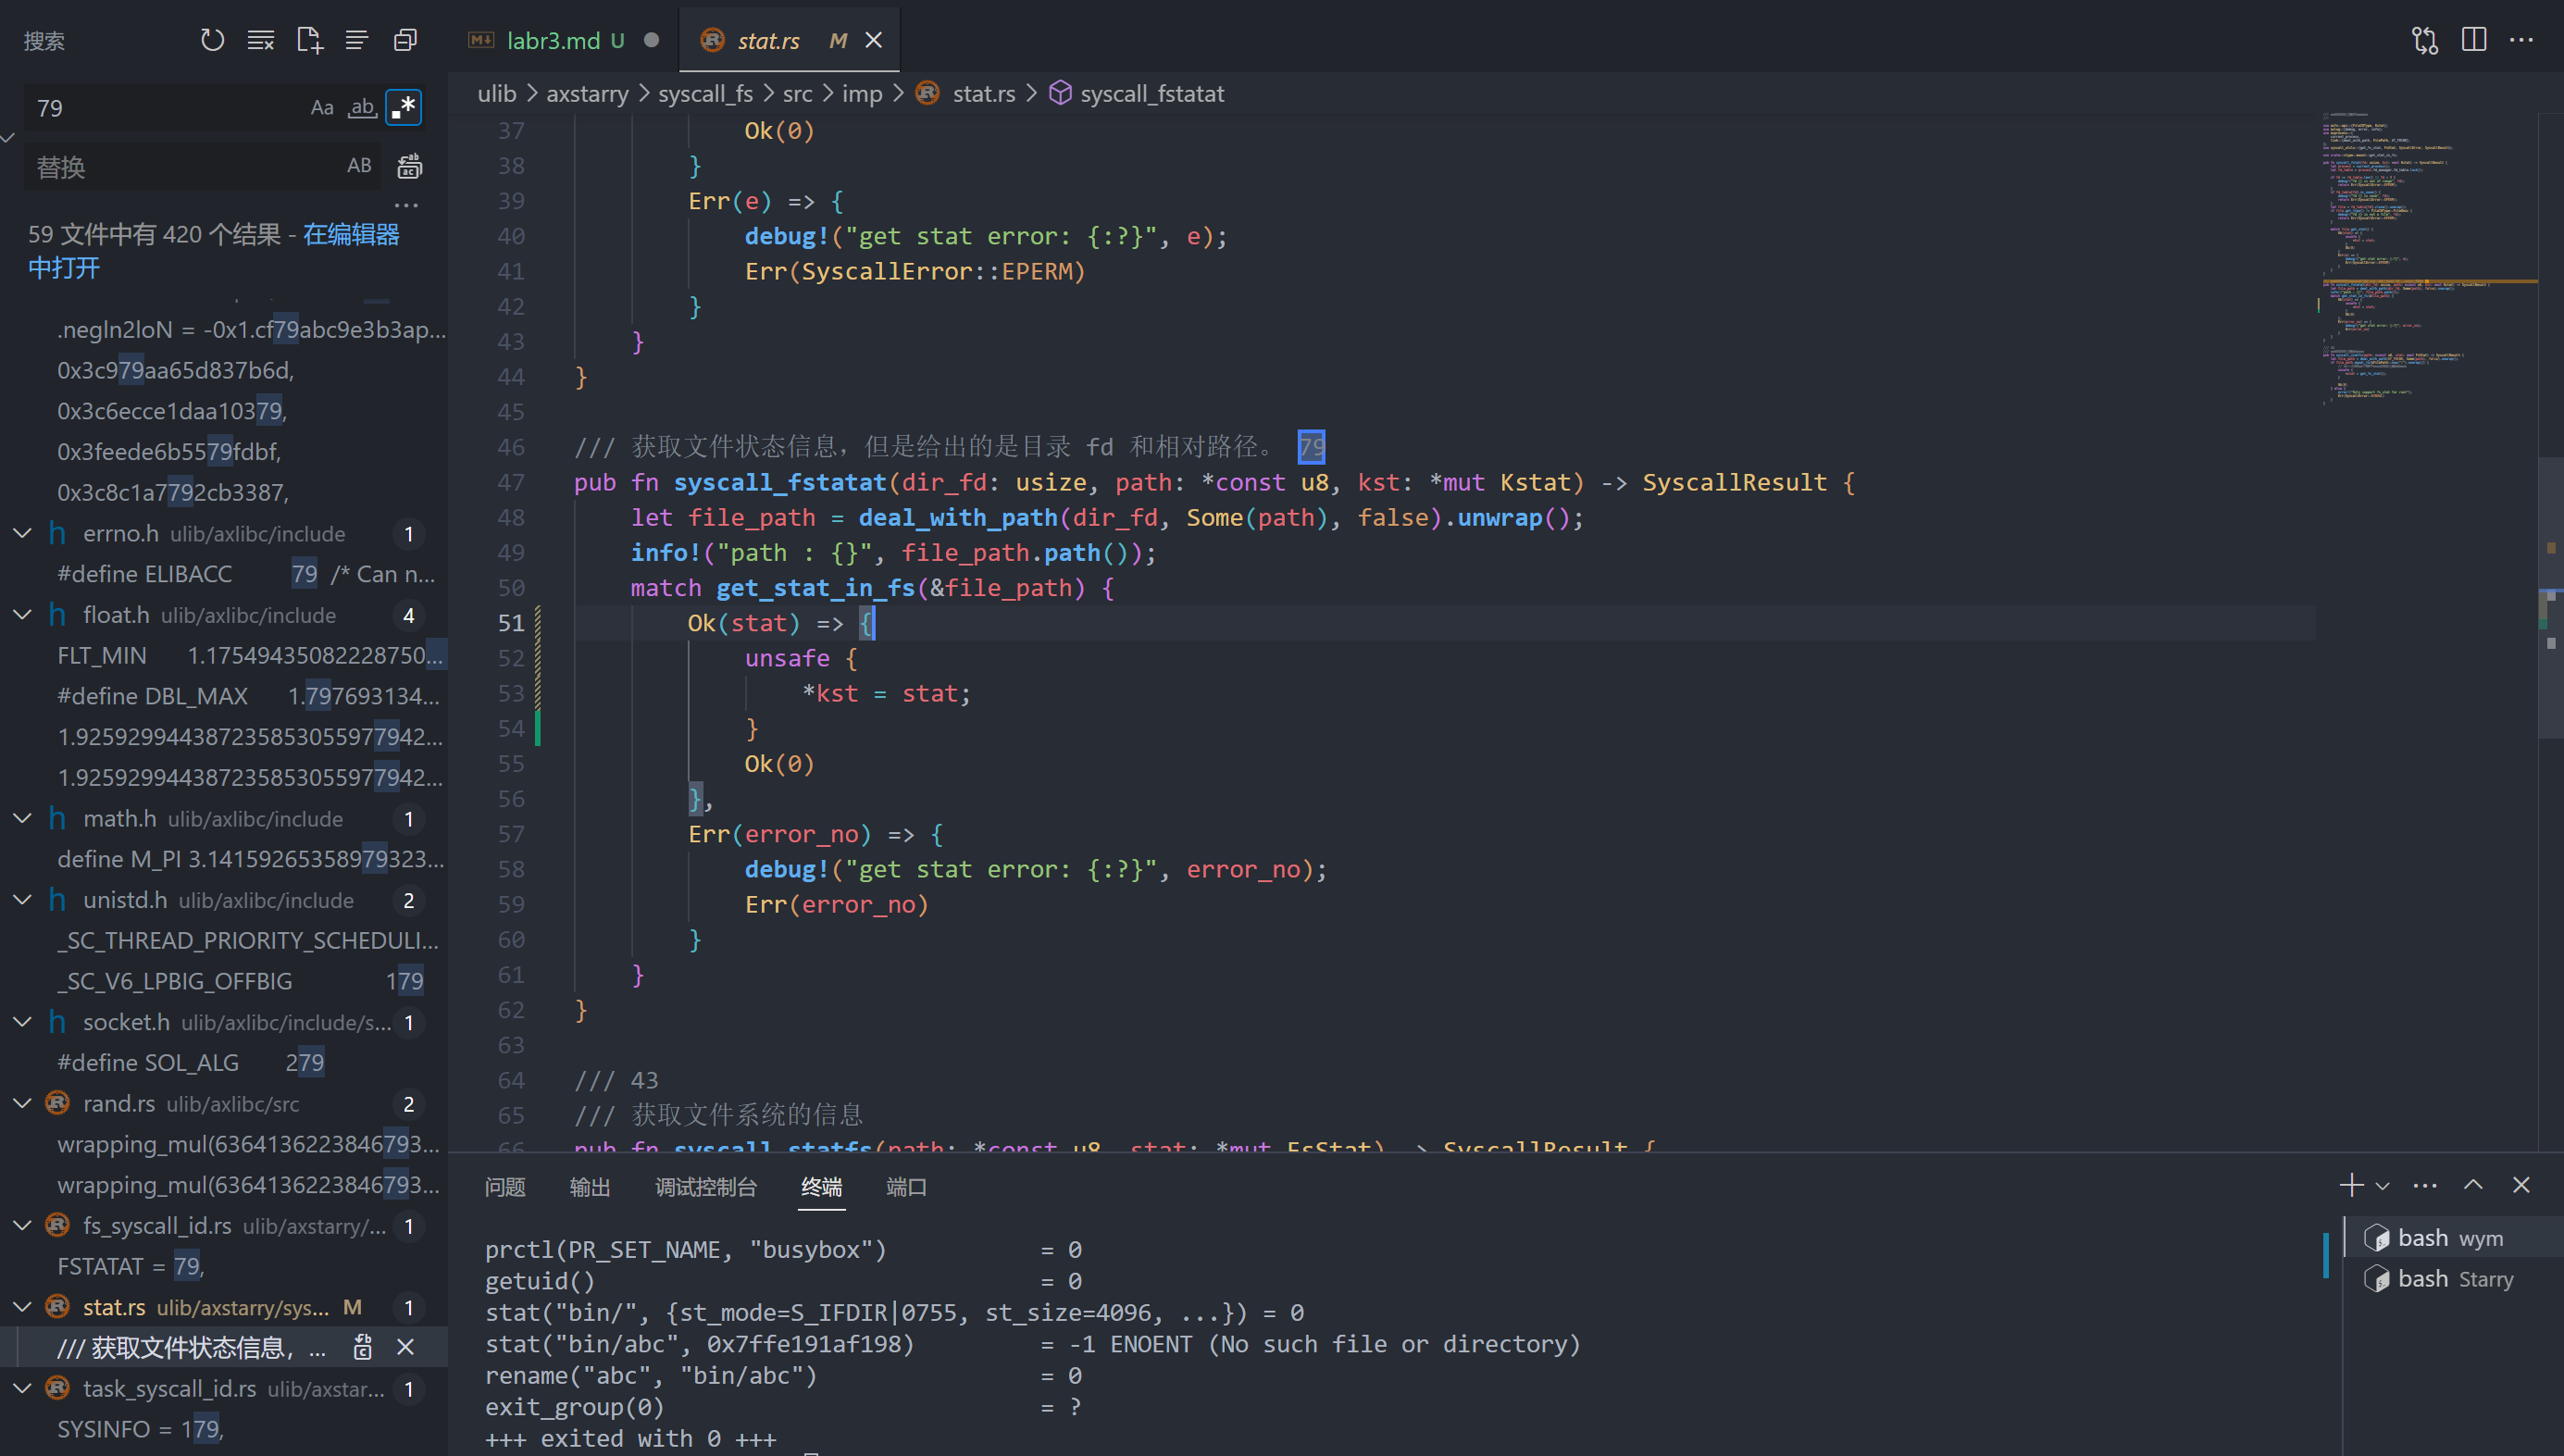 搜索
79
Aa
ab
.*
替换
AB
59 文件中有 420 个结果 - 在编辑器
中打开
.negln2loN = -0x1.cf79abc9e3b3ap...
0x3c979aa65d837b6d,
0x3c6ecce1daa10379,
0x3feede6b5579fdbf,
0x3c8c1a7792cb3387,
errno.h ulib/axlibc/include 1
#define ELIBACC 79 /* Can n...
float.h ulib/axlibc/include 4
FLT_MIN 1.17549435082228750...
#define DBL_MAX 1.797693134...
1.92592994438723585305597794​2...
1.92592994438723585305597794​2...
math.h ulib/axlibc/include 1
define M_PI 3.14159265358979323...
unistd.h ulib/axlibc/include 2
_SC_THREAD_PRIORITY_SCHEDULI...
_SC_V6_LPBIG_OFFBIG 179
socket.h ulib/axlibc/include/s... 1
#define SOL_ALG 279
rand.rs ulib/axlibc/src 2
wrapping_mul(6364136223846793...
wrapping_mul(6364136223846793...
fs_syscall_id.rs ulib/axstarry/... 1
FSTATAT = 79,
stat.rs ulib/axstarry/sys... M 1
/// 获取文件状态信息，...
task_syscall_id.rs ulib/axstar... 1
SYSINFO = 179,
labr3.md U
stat.rs M
ulib > axstarry > syscall_fs > src > imp > stat.rs > syscall_fstatat
37 Ok(0)
38 }
39 Err(e) => {
40 debug!("get stat error: {:?}", e);
41 Err(SyscallError::EPERM)
42 }
43 }
44 }
45
46 /// 获取文件状态信息，但是给出的是目录 fd 和相对路径。 79
47 pub fn syscall_fstatat(dir_fd: usize, path: *const u8, kst: *mut Kstat) -> SyscallResult {
48 let file_path = deal_with_path(dir_fd, Some(path), false).unwrap();
49 info!("path : {}", file_path.path());
50 match get_stat_in_fs(&file_path) {
51 Ok(stat) => {
52 unsafe {
53 *kst = stat;
54 }
55 Ok(0)
56 },
57 Err(error_no) => {
58 debug!("get stat error: {:?}", error_no);
59 Err(error_no)
60 }
61 }
62 }
63
64 /// 43
65 /// 获取文件系统的信息
66 pub fn syscall_statfs(path: *const u8, stat: *mut FsStat) -> SyscallResult {
问题 输出 调试控制台 终端 端口
prctl(PR_SET_NAME, "busybox") = 0
getuid() = 0
stat("bin/", {st_mode=S_IFDIR|0755, st_size=4096, ...}) = 0
stat("bin/abc", 0x7ffe191af198) = -1 ENOENT (No such file or directory)
rename("abc", "bin/abc") = 0
exit_group(0) = ?
+++ exited with 0 +++
bash wym
bash Starry